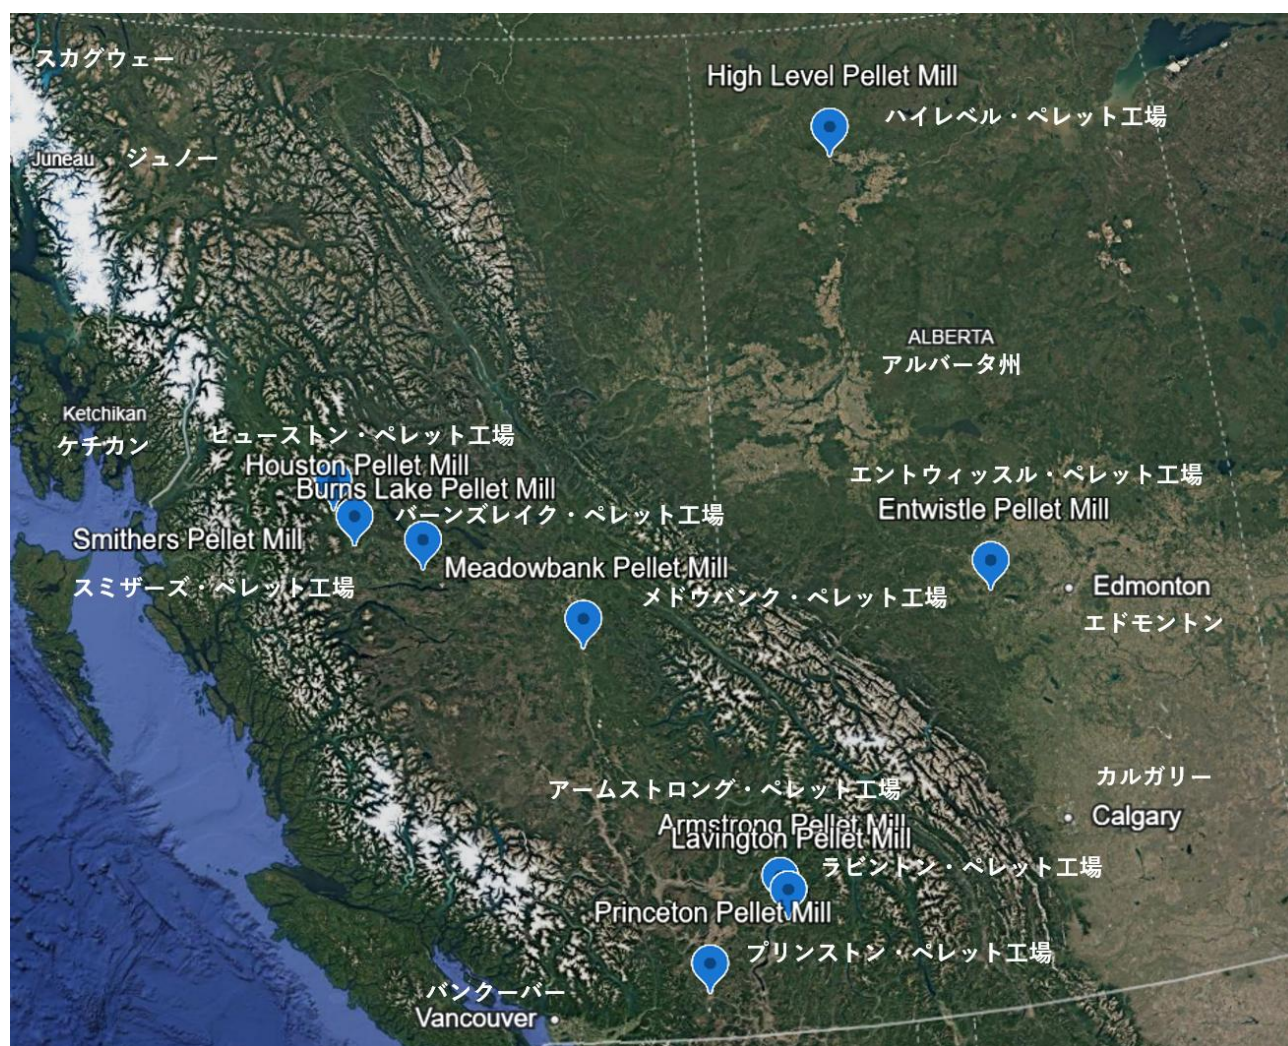 スカグウェー
High Level Pellet Mill
ハイレベル・ペレット工場
Juneau
ジュノー
ALBERTA
アルバータ州
Ketchikan
ケチカン
ヒューストン・ペレット工場
Houston Pellet Mill
Burns Lake Pellet Mill
バーンズレイク・ペレット工場
エントウィッスル・ペレット工場
Entwistle Pellet Mill
Smithers Pellet Mill
スミザーズ・ペレット工場
Meadowbank Pellet Mill
メドウバンク・ペレット工場
Edmonton
エドモントン
カルガリー
Calgary
アームストロング・ペレット工場
Armstrong Pellet Mill
Lavington Pellet Mill
ラビントン・ペレット工場
Princeton Pellet Mill
プリンストン・ペレット工場
バンクーバー
Vancouver